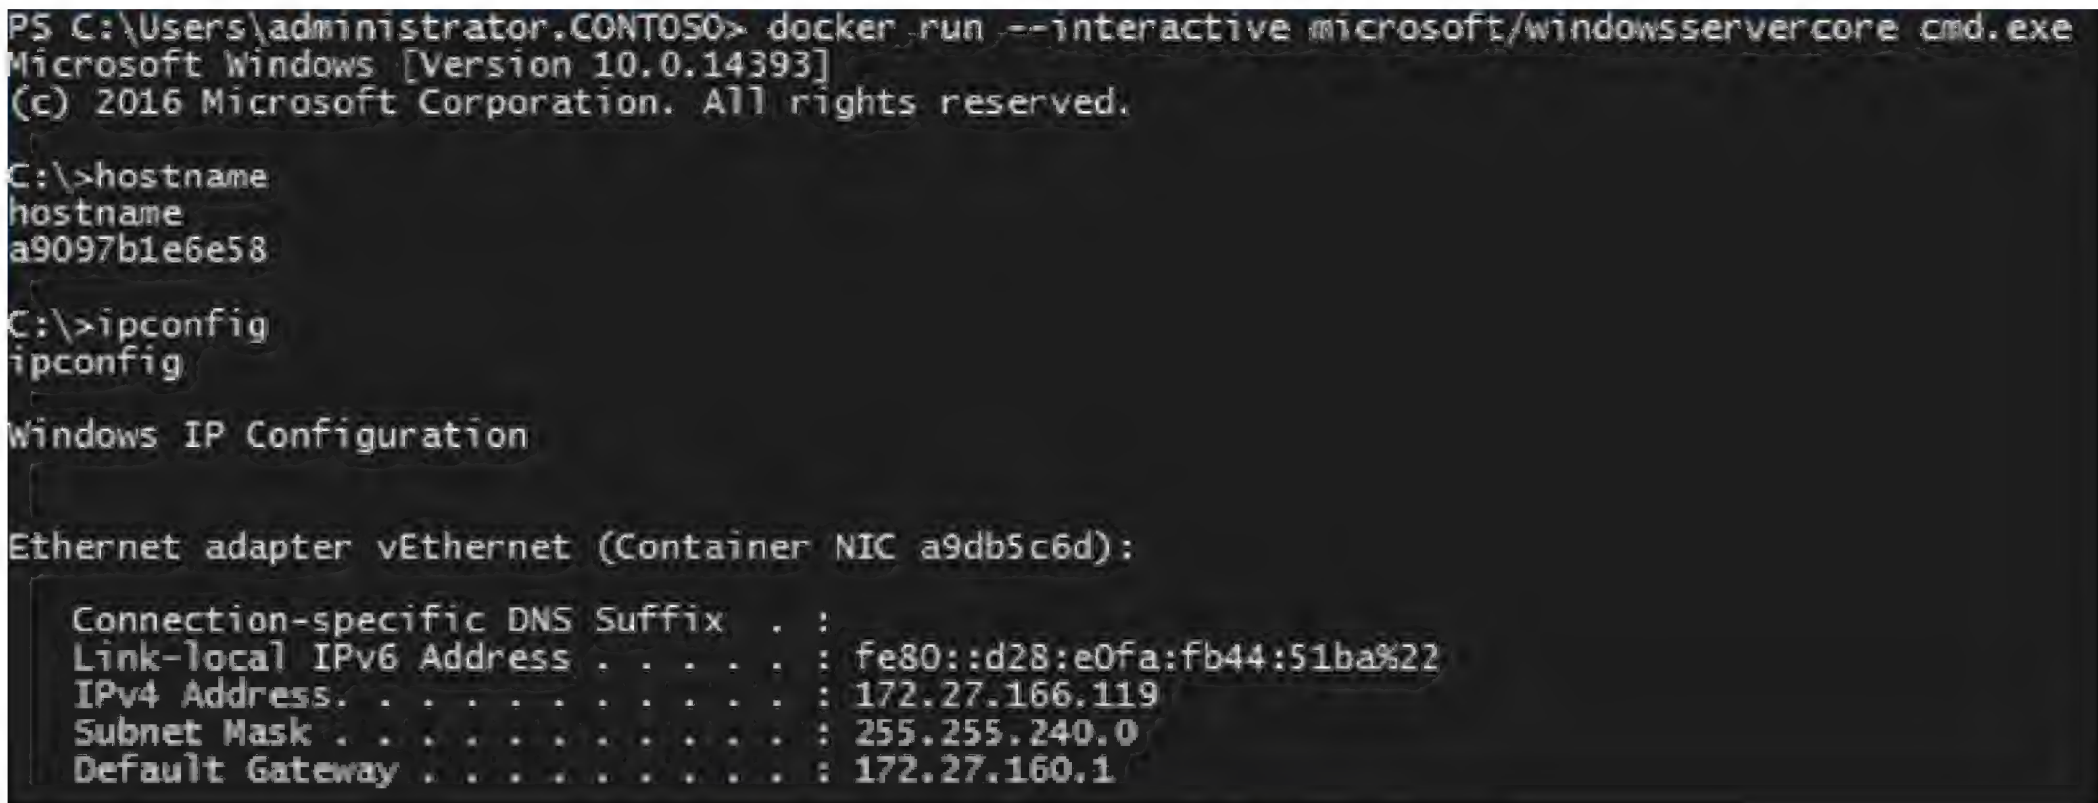 PS C:\Users\administrator.CONTOSO> docker run --interactive microsoft/windowsservercore cmd.exe
Microsoft Windows [Version 10.0.14393]
(c) 2016 Microsoft Corporation. All rights reserved.
C:\>hostname
hostname
a9097b1e6e58
C:\>ipconfig
ipconfig
Windows IP Configuration
Ethernet adapter vEthernet (Container NIC a9db5c6d):
Connection-specific DNS Suffix . :
Link-local IPv6 Address . . . . . : fe80::d28:e0fa:fb44:51ba%22
IPv4 Address. . . . . . . . . . . : 172.27.166.119
Subnet Mask . . . . . . . . . . . : 255.255.240.0
Default Gateway . . . . . . . . . : 172.27.160.1